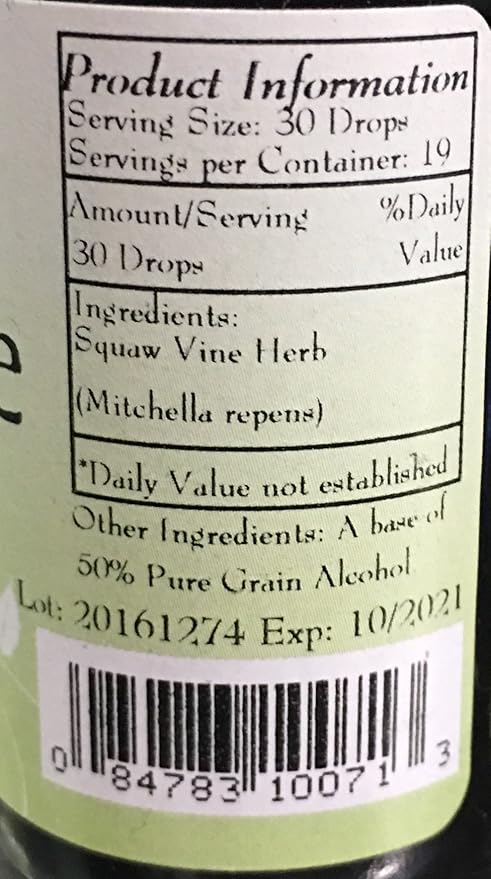 Product Information
Serving Size: 30 Drops
Servings per Container: 19
Amount/Serving %Daily
30 Drops Value
Ingredients:
Squaw Vine Herb
(Mitchella repens)
*Daily Value not established
Other Ingredients: A base of
50% Pure Grain Alcohol
Lot: 20161274 Exp: 10/2021
0 84783 10071 3